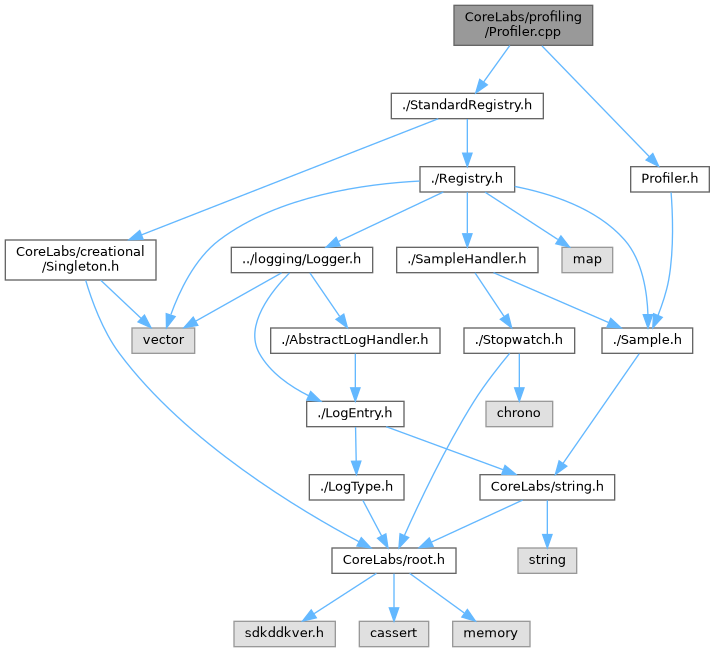 CoreLabs/profiling
/Profiler.cpp
./StandardRegistry.h
./Registry.h
Profiler.h
CoreLabs/creational
/Singleton.h
../logging/Logger.h
./SampleHandler.h
map
vector
./AbstractLogHandler.h
./Stopwatch.h
./Sample.h
./LogEntry.h
chrono
./LogType.h
CoreLabs/string.h
CoreLabs/root.h
string
sdkddkver.h
cassert
memory